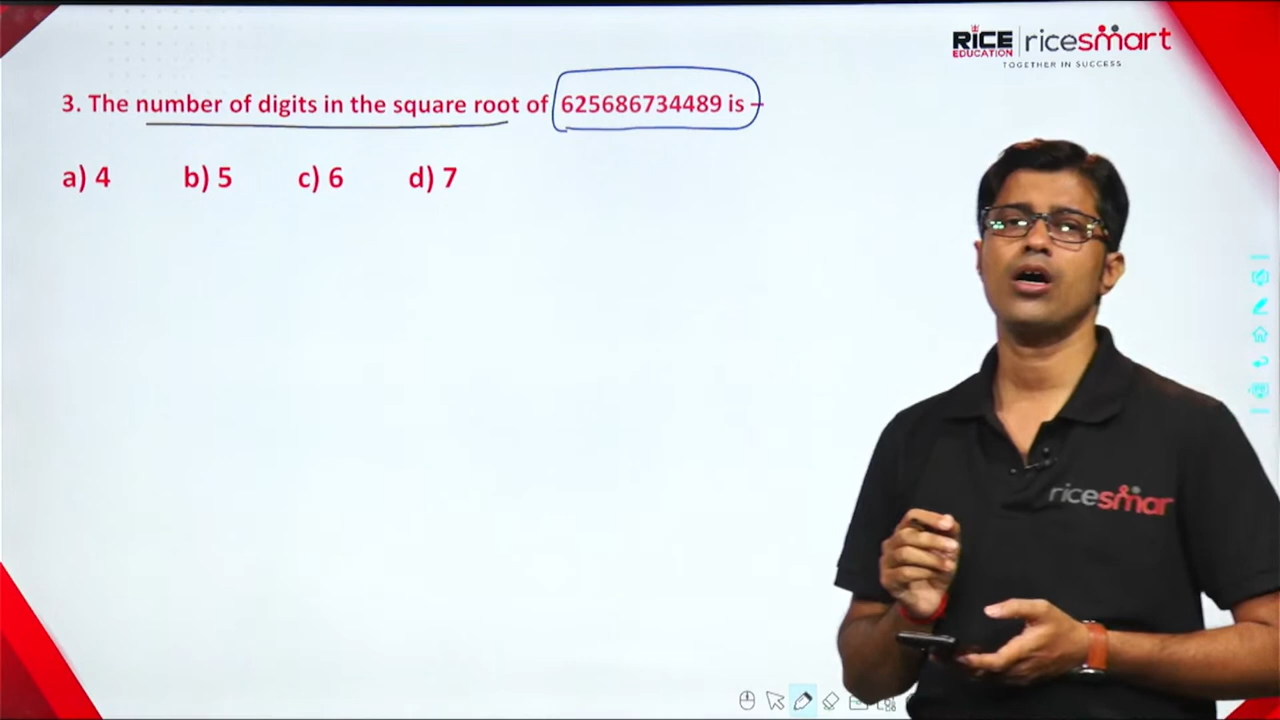 RICE EDUCATION | ricesmart
TOGETHER IN SUCCESS
3. The number of digits in the square root of 625686734489 is –
a) 4 b) 5 c) 6 d) 7
ricesmar